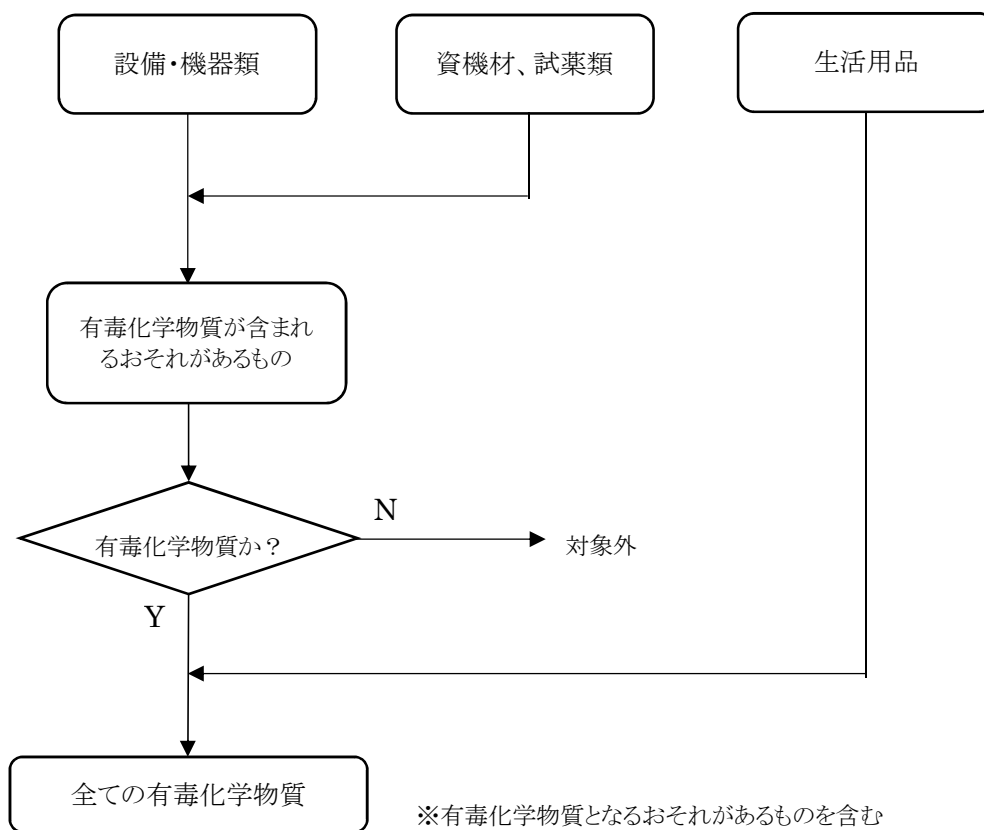 設備・機器類
資機材、試薬類
生活用品
有毒化学物質が含まれ
るおそれがあるもの
有毒化学物質か？
N
対象外
Y
全ての有毒化学物質
※有毒化学物質となるおそれがあるものを含む